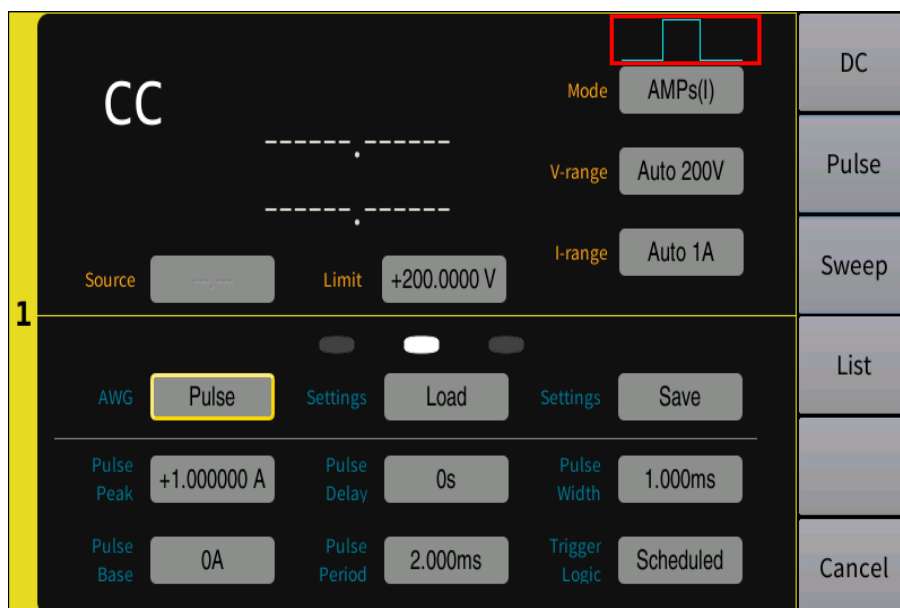 CC
Mode AMPs(I)
------.------
V-range Auto 200V
------.------
I-range Auto 1A
Source ---.--- Limit +200.0000 V
1
AWG Pulse Settings Load Settings Save
Pulse Peak +1.000000 A Pulse Delay 0s Pulse Width 1.000ms
Pulse Base 0A Pulse Period 2.000ms Trigger Logic Scheduled
DC
Pulse
Sweep
List
Cancel